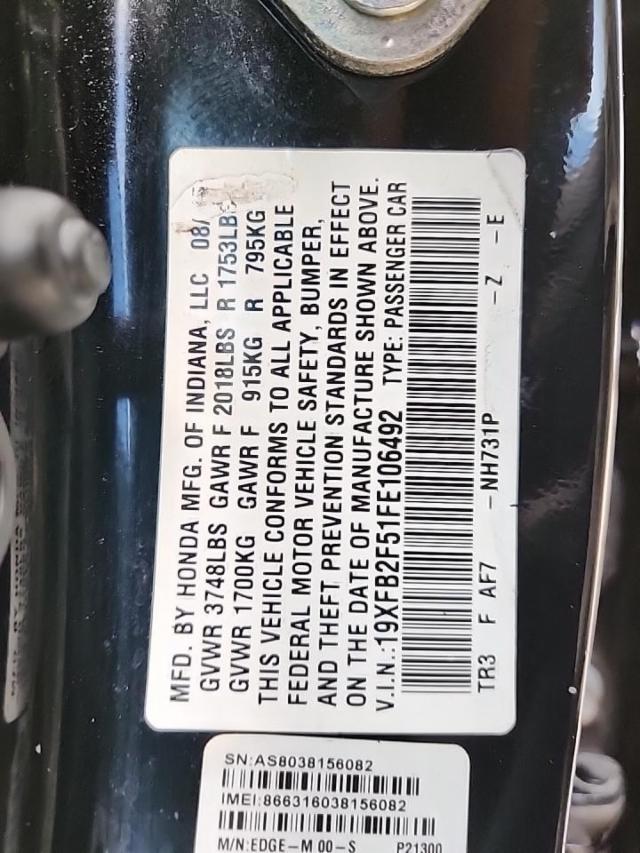 MFD. BY HONDA MFG. OF INDIANA, LLC 08/
GVWR 3748LBS GAWR F 2018LBS R 1753LBS
GVWR 1700KG GAWR F 915KG R 795KG
THIS VEHICLE CONFORMS TO ALL APPLICABLE
FEDERAL MOTOR VEHICLE SAFETY, BUMPER,
AND THEFT PREVENTION STANDARDS IN EFFECT
ON THE DATE OF MANUFACTURE SHOWN ABOVE.
V.I.N.:19XFB2F51FE106492 TYPE: PASSENGER CAR
TR3 F AF7 -NH731P -Z -E
SN:AS8038156082
IMEI:866316038156082
M/N:EDGE-M 00-S P21300